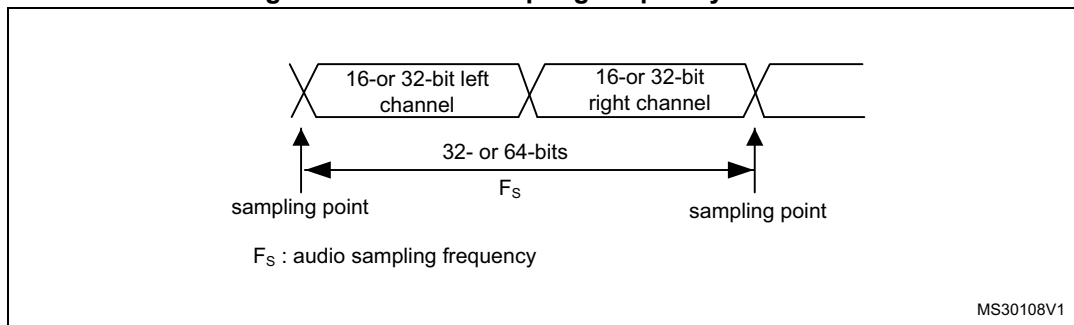 16-or 32-bit left
channel
16-or 32-bit
right channel
32- or 64-bits
FS
sampling point
sampling point
FS : audio sampling frequency
MS30108V1